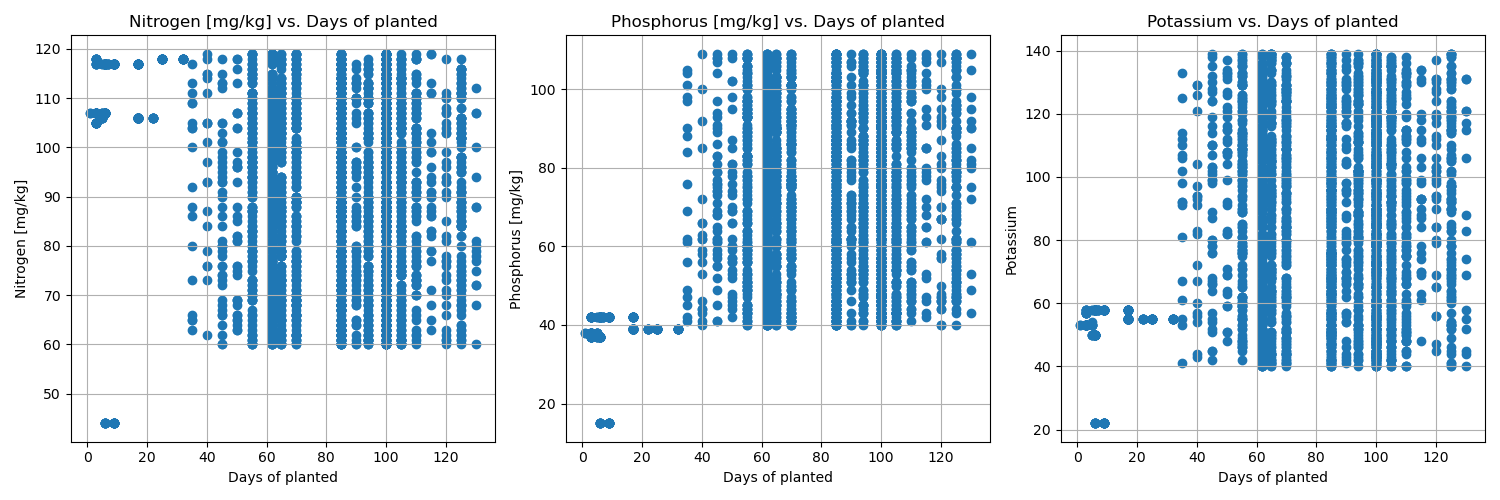 Nitrogen [mg/kg] vs. Days of planted
Nitrogen [mg/kg]
120
110
100
90
80
70
60
50
0 20 40 60 80 100 120
Days of planted
Phosphorus [mg/kg] vs. Days of planted
Phosphorus [mg/kg]
100
80
60
40
20
0 20 40 60 80 100 120
Days of planted
Potassium vs. Days of planted
Potassium
140
120
100
80
60
40
20
0 20 40 60 80 100 120
Days of planted